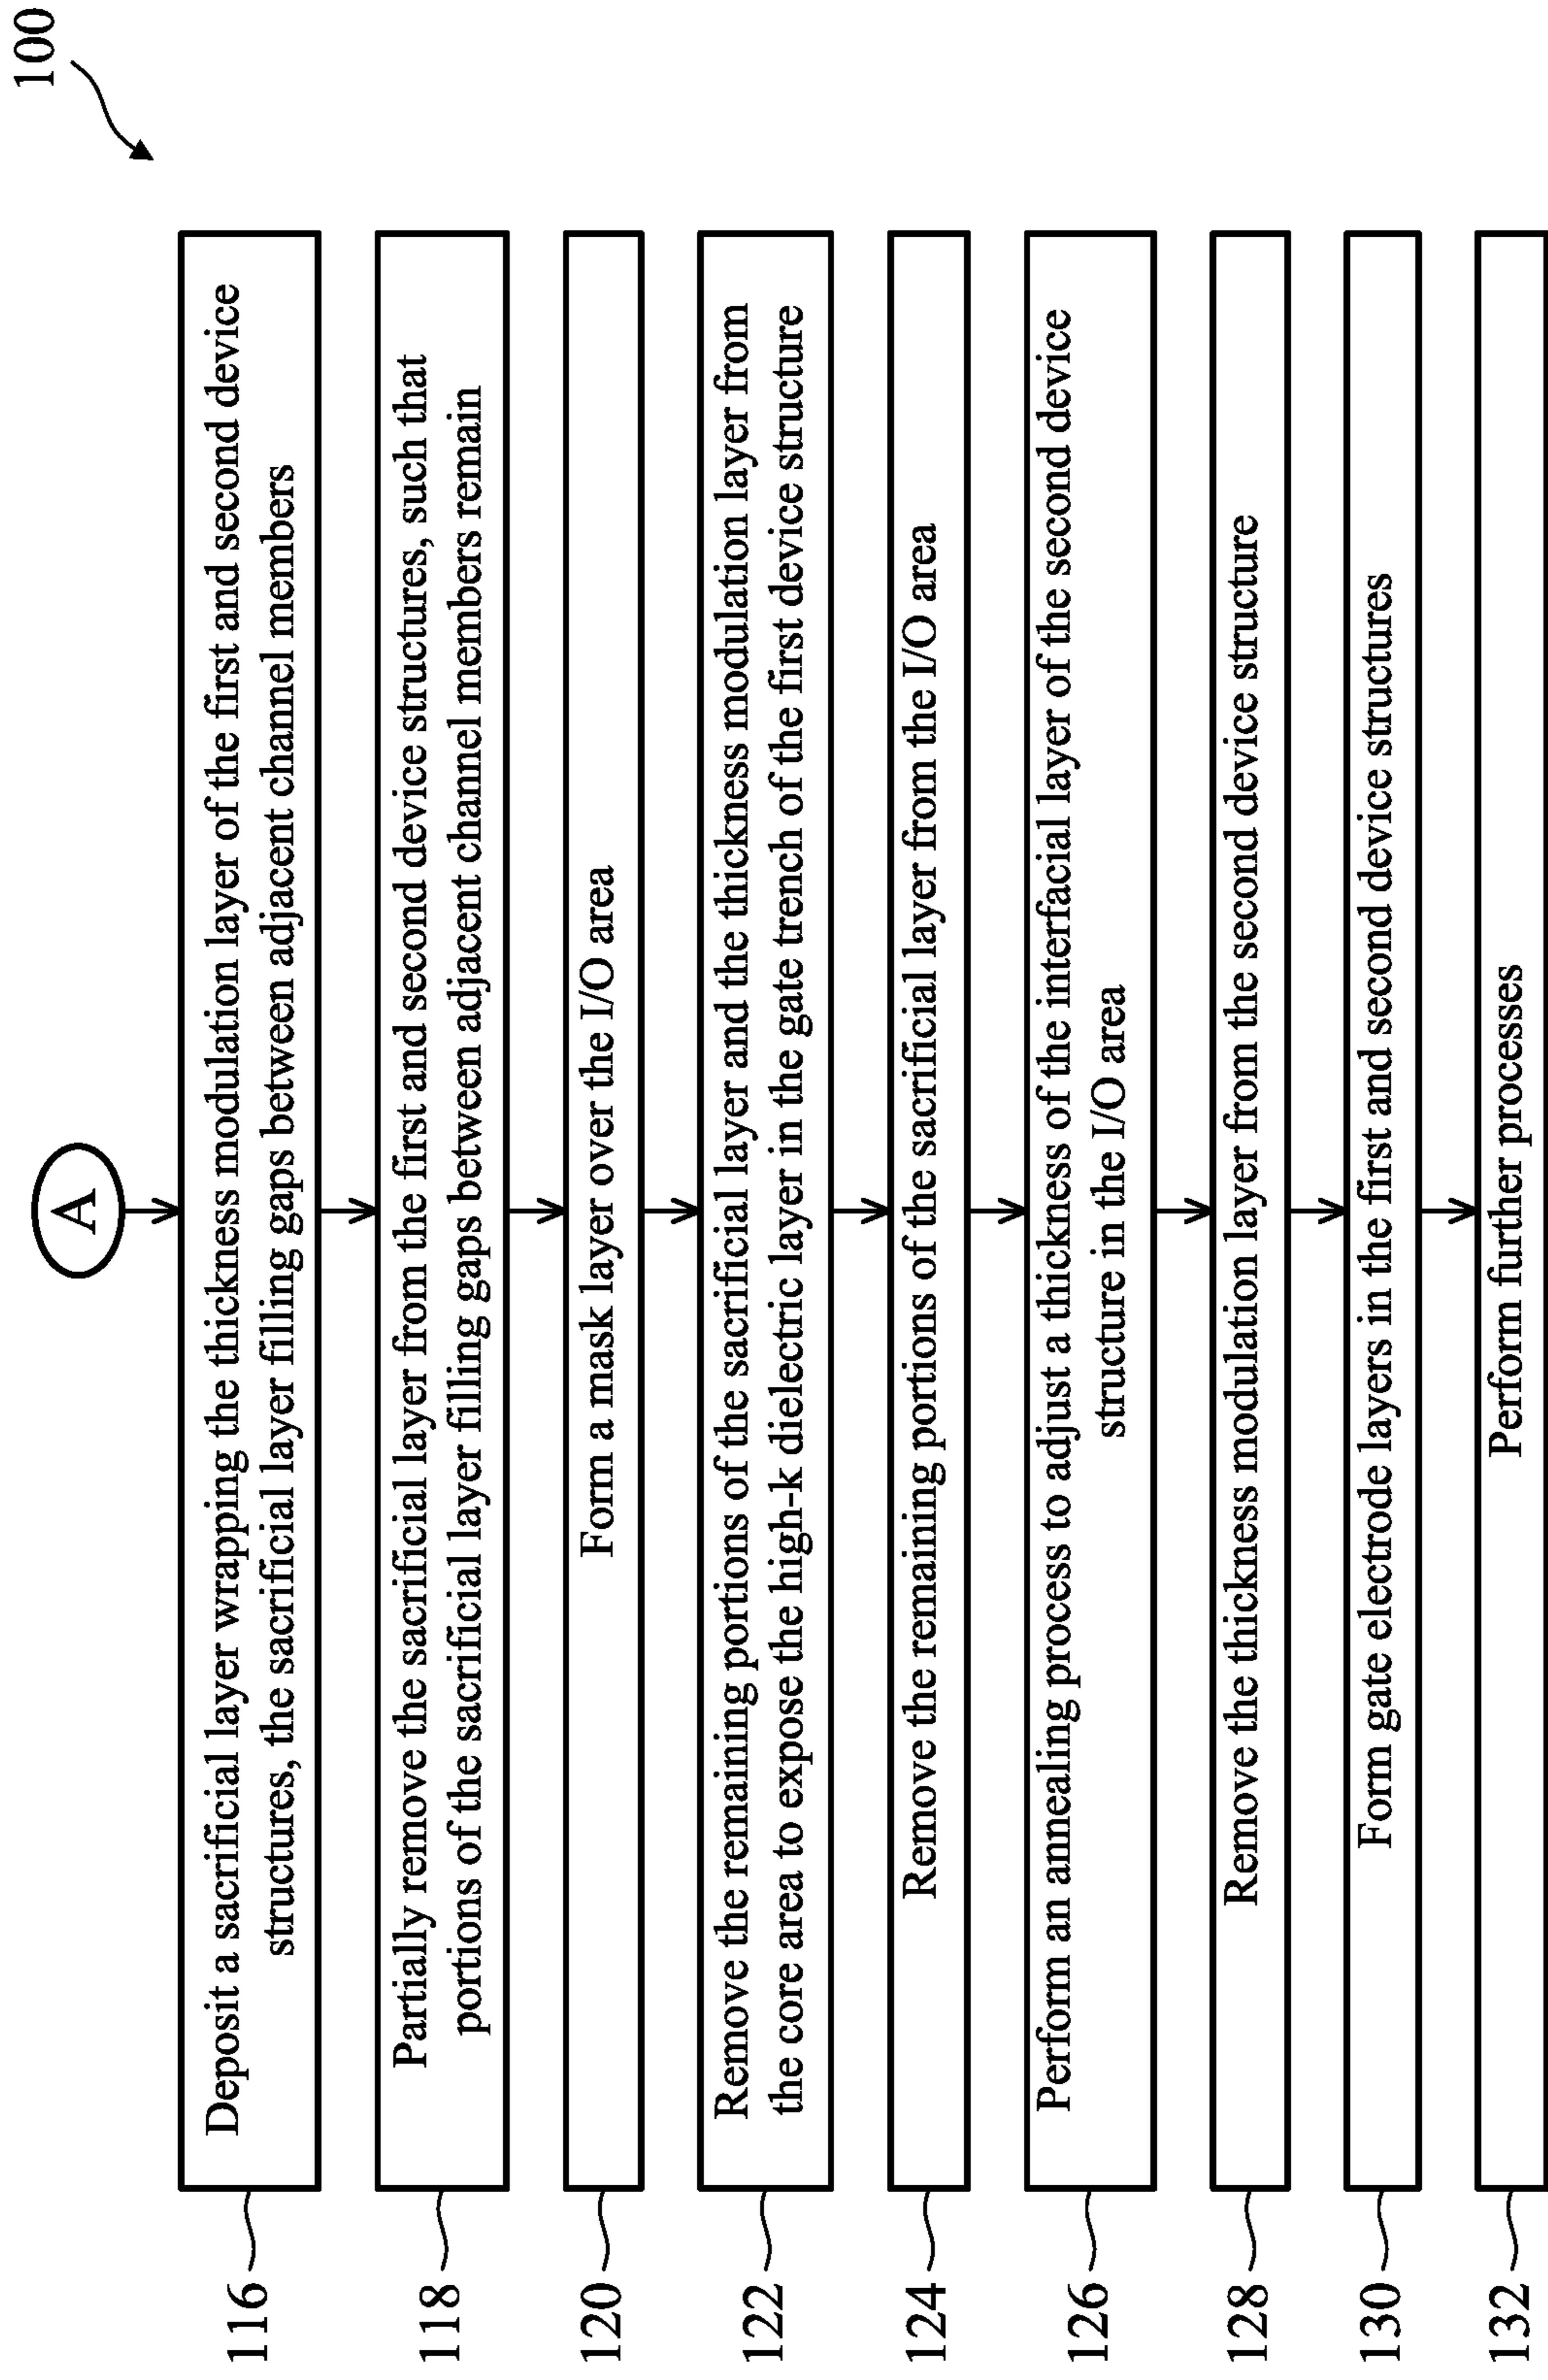 100
A
116
Deposit a sacrificial layer wrapping the thickness modulation layer of the first and second device
structures, the sacrificial layer filling gaps between adjacent channel members
118
Partially remove the sacrificial layer from the first and second device structures, such that
portions of the sacrificial layer filling gaps between adjacent channel members remain
120
Form a mask layer over the I/O area
122
Remove the remaining portions of the sacrificial layer and the thickness modulation layer from
the core area to expose the high-k dielectric layer in the gate trench of the first device structure
124
Remove the remaining portions of the sacrificial layer from the I/O area
126
Perform an annealing process to adjust a thickness of the interfacial layer of the second device
structure in the I/O area
128
Remove the thickness modulation layer from the second device structure
130
Form gate electrode layers in the first and second device structures
132
Perform further processes